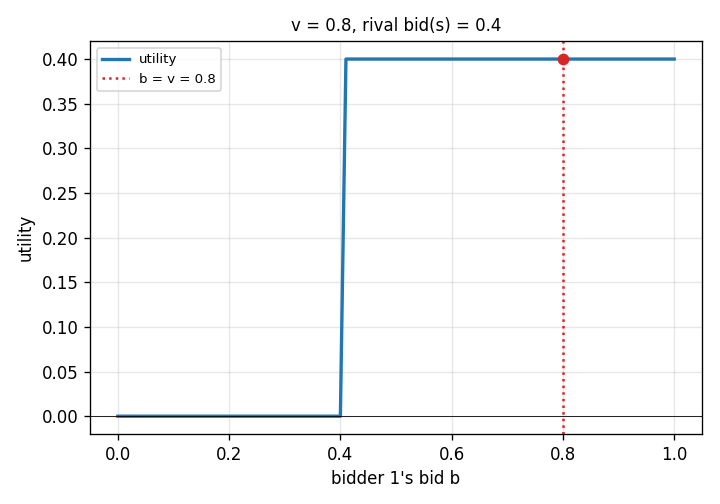 v = 0.8, rival bid(s) = 0.4
utility
b = v = 0.8
0.40
0.35
0.30
0.25
0.20
0.15
0.10
0.05
0.00
utility
0.0 0.2 0.4 0.6 0.8 1.0
bidder 1's bid b